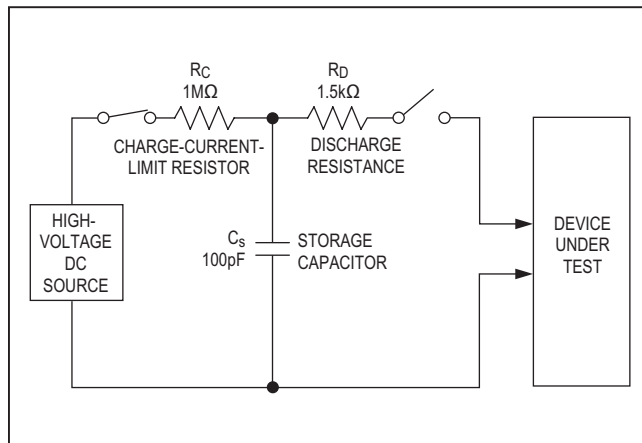 RC
1MΩ
CHARGE-CURRENT-
LIMIT RESISTOR
RD
1.5kΩ
DISCHARGE
RESISTANCE
HIGH-
VOLTAGE
DC
SOURCE
Cs
100pF
STORAGE
CAPACITOR
DEVICE
UNDER
TEST